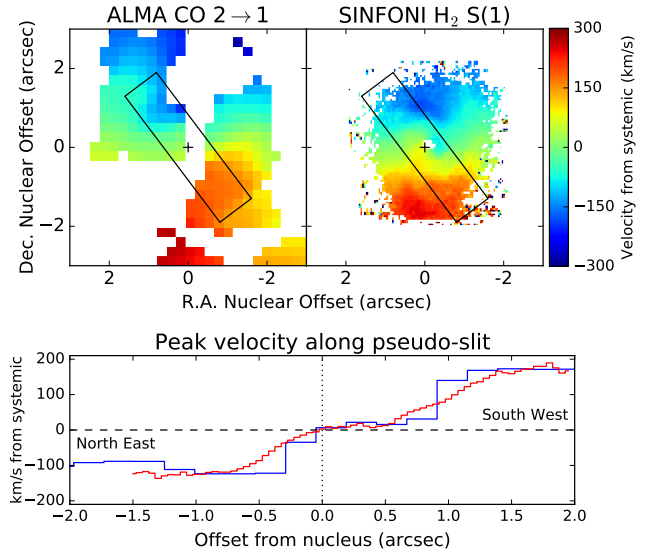 ALMA CO 2→1
SINFONI H₂ S(1)
Dec. Nuclear Offset (arcsec)
2
0
−2
2
0
−2
2
0
-2
R.A. Nuclear Offset (arcsec)
300
150
0
−150
−300
Velocity from systemic (km/s)
Peak velocity along pseudo-slit
km/s from systemic
200
100
0
−100
−200
North East
South West
−2.0
−1.5
−1.0
−0.5
0.0
0.5
1.0
1.5
2.0
Offset from nucleus (arcsec)